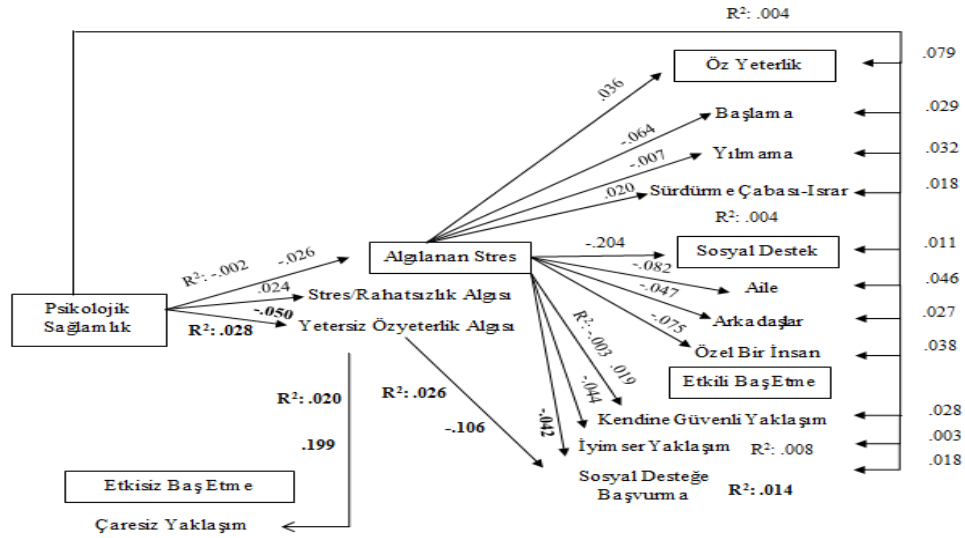 R²: .004
.079
Öz Yeterlik
.036
Başlama
.029
-.064
Yılmama
.032
-.007
.020
Sürdürme Çabası-Israr
.018
R²: .004
-.204
Sosyal Destek
.011
Algılanan Stres
R²: -.002
-.026
-.082
Aile
.046
.024
Stres/Rahatsızlık Algısı
-.047
Arkadaşlar
.027
Psikolojik
Sağlamlık
-.050
Yetersiz Özyeterlik Algısı
R²: .028
-.075
Özel Bir İnsan
.038
R²: -.003
.019
Etkili Baş Etme
-.044
R²: .020
R²: .026
-.042
Kendine Güvenli Yaklaşım
.028
.199
-.106
İyimser Yaklaşım
R²: .008
.003
Sosyal Desteğe
Başvurma
.018
R²: .014
Etkisiz Baş Etme
Çaresiz Yaklaşım